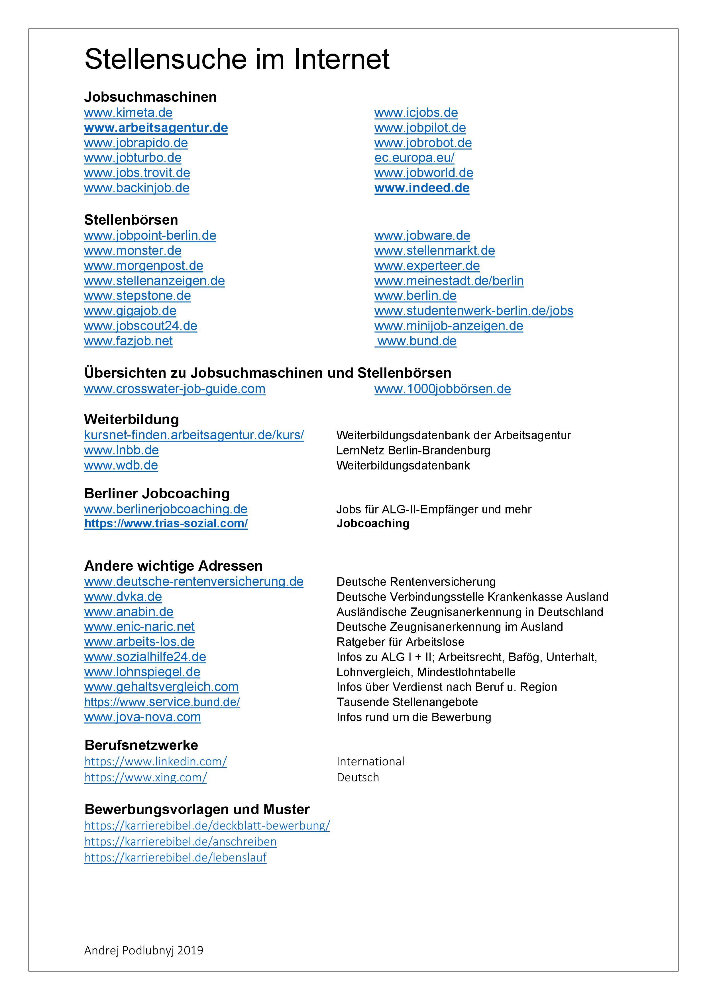 Stellensuche im Internet
Jobsuchmaschinen
www.kimeta.de www.icjobs.de
www.arbeitsagentur.de www.jobpilot.de
www.jobrapido.de www.jobrobot.de
www.jobturbo.de ec.europa.eu/
www.jobs.trovit.de www.jobworld.de
www.backinjob.de www.indeed.de
Stellenbörsen
www.jobpoint-berlin.de www.jobware.de
www.monster.de www.stellenmarkt.de
www.morgenpost.de www.experteer.de
www.stellenanzeigen.de www.meinestadt.de/berlin
www.stepstone.de www.berlin.de
www.gigajob.de www.studentenwerk-berlin.de/jobs
www.jobscout24.de www.minijob-anzeigen.de
www.fazjob.net www.bund.de
Übersichten zu Jobsuchmaschinen und Stellenbörsen
www.crosswater-job-guide.com www.1000jobbörsen.de
Weiterbildung
kursnet-finden.arbeitsagentur.de/kurs/ Weiterbildungsdatenbank der Arbeitsagentur
www.lnbb.de LernNetz Berlin-Brandenburg
www.wdb.de Weiterbildungsdatenbank
Berliner Jobcoaching
www.berlinerjobcoaching.de Jobs für ALG-II-Empfänger und mehr
https://www.trias-sozial.com/ Jobcoaching
Andere wichtige Adressen
www.deutsche-rentenversicherung.de Deutsche Rentenversicherung
www.dvka.de Deutsche Verbindungsstelle Krankenkasse Ausland
www.anabin.de Ausländische Zeugnisanerkennung in Deutschland
www.enic-naric.net Deutsche Zeugnisanerkennung im Ausland
www.arbeits-los.de Ratgeber für Arbeitslose
www.sozialhilfe24.de Infos zu ALG I + II; Arbeitsrecht, Bafög, Unterhalt,
www.lohnspiegel.de Lohnvergleich, Mindestlohntabelle
www.gehaltsvergleich.com Infos über Verdienst nach Beruf u. Region
https://www.service.bund.de/ Tausende Stellenangebote
www.jova-nova.com Infos rund um die Bewerbung
Berufsnetzwerke
https://www.linkedin.com/ International
https://www.xing.com/ Deutsch
Bewerbungsvorlagen und Muster
https://karrierebibel.de/deckblatt-bewerbung/
https://karrierebibel.de/anschreiben
https://karrierebibel.de/lebenslauf
Andrej Podlubnyj 2019